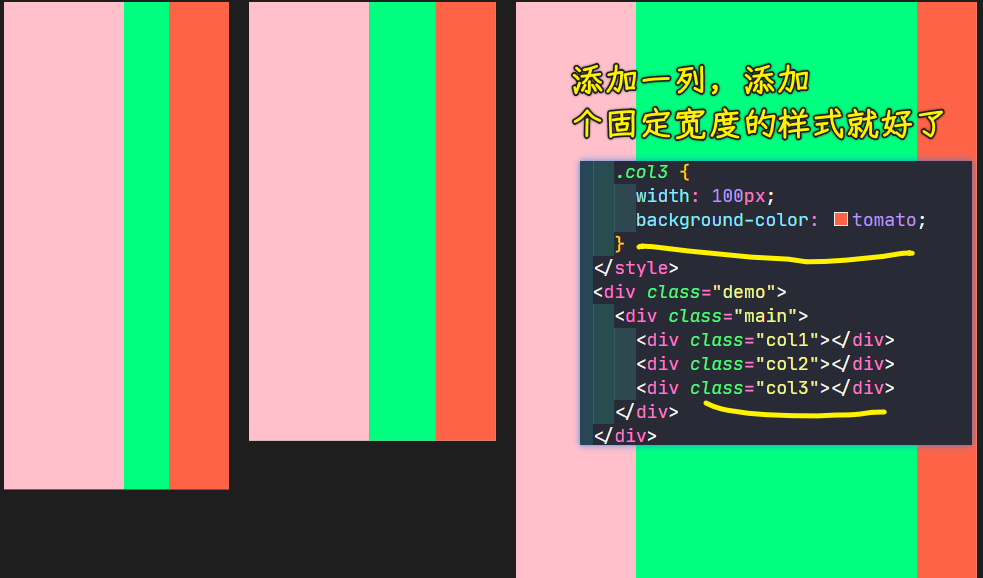 添加一列，添加
个固定宽度的样式就好了
.col3 {
width: 100px;
background-color: tomato;
}
</style>
<div class="demo">
<div class="main">
<div class="col1"></div>
<div class="col2"></div>
<div class="col3"></div>
</div>
</div>